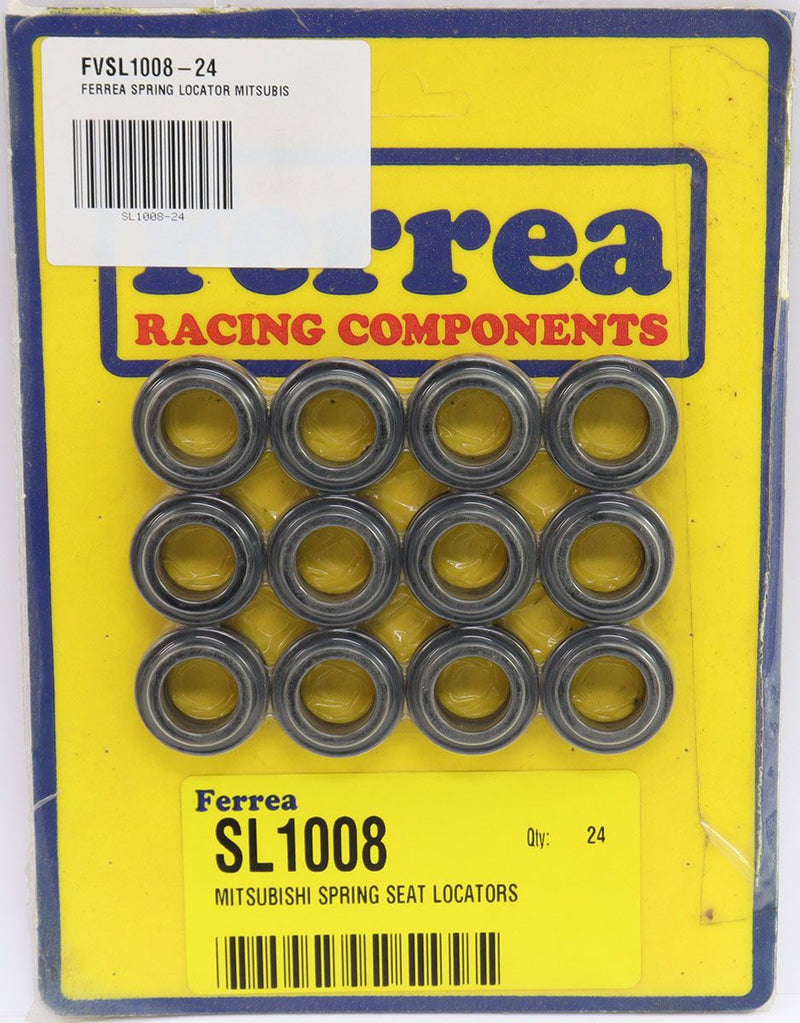 FVSL1008-24
FERREA SPRING LOCATOR MITSUBIS
SL1008-24
Ferrea
RACING COMPONENTS
Ferrea
SL1008
Qty: 24
MITSUBISHI SPRING SEAT LOCATORS